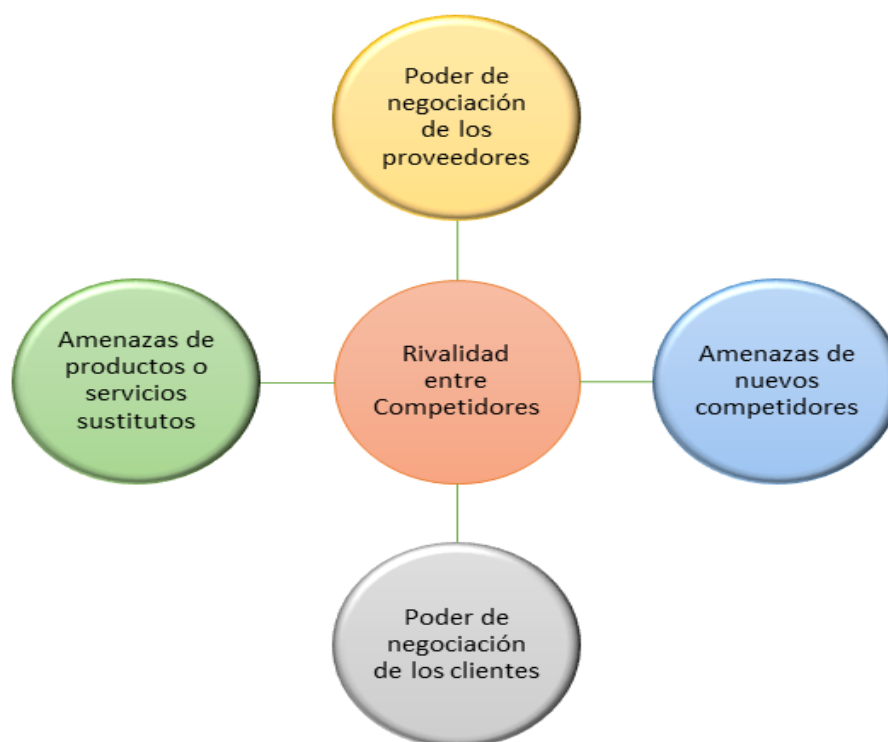 Poder de
negociación
de los
proveedores
Amenazas de
productos o
servicios
sustitutos
Rivalidad
entre
Competidores
Amenazas de
nuevos
competidores
Poder de
negociación
de los clientes